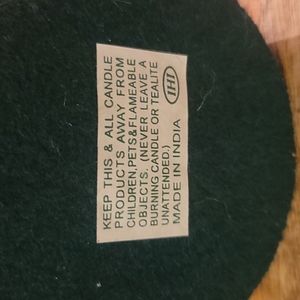 KEEP THIS & ALL CANDLE
PRODUCTS AWAY FROM
CHILDREN,PETS&FLAMEABLE
OBJECTS. (NEVER LEAVE A
BURNING CANDLE OR TEALITE
UNATTENDED.)
MADE IN INDIA
IHI